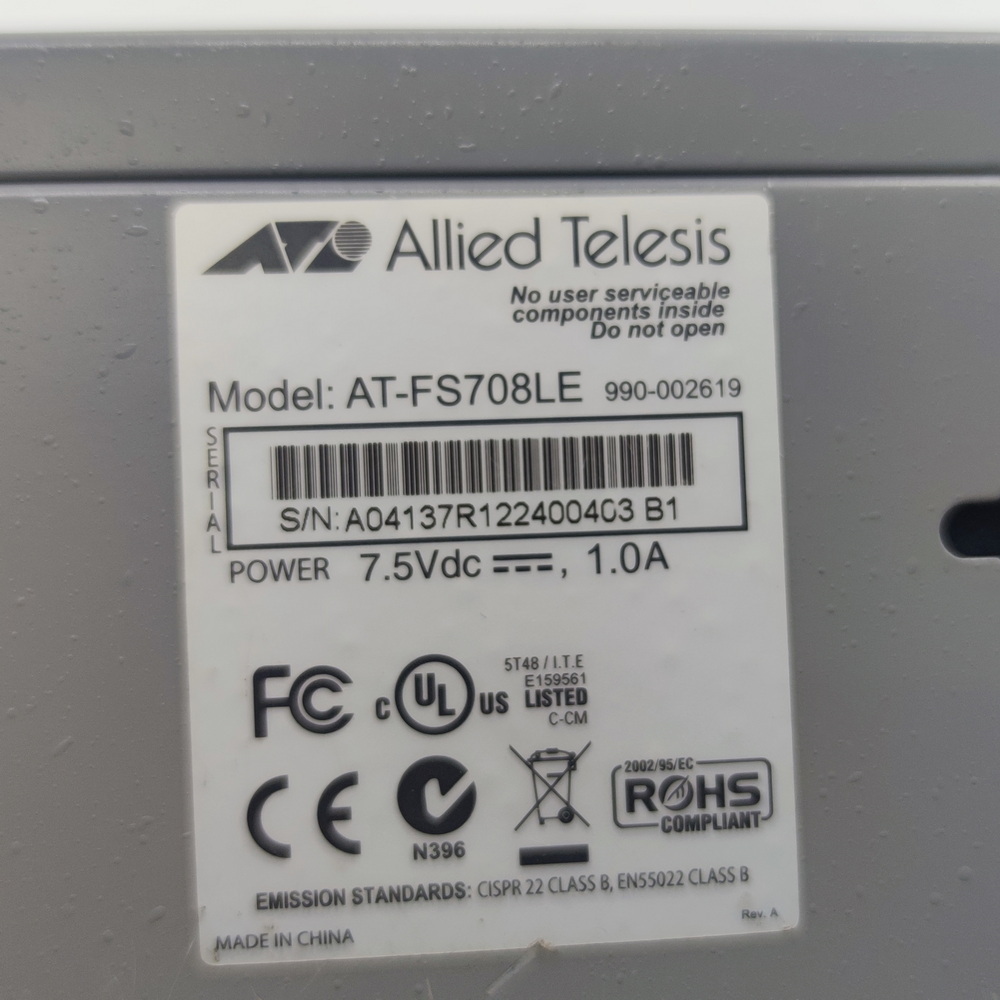 Allied Telesis
No user serviceable
components inside
Do not open
Model: AT-FS708LE 990-002619
SERIAL
S/N: A04137R122400403 B1
POWER 7.5Vdc ⎓, 1.0A
FC
C UL US
5T48 / I.T.E
E159561
LISTED
C-CM
CE
N396
2002/95/EC
ROHS
COMPLIANT
EMISSION STANDARDS: CISPR 22 CLASS B, EN55022 CLASS B
Rev. A
MADE IN CHINA